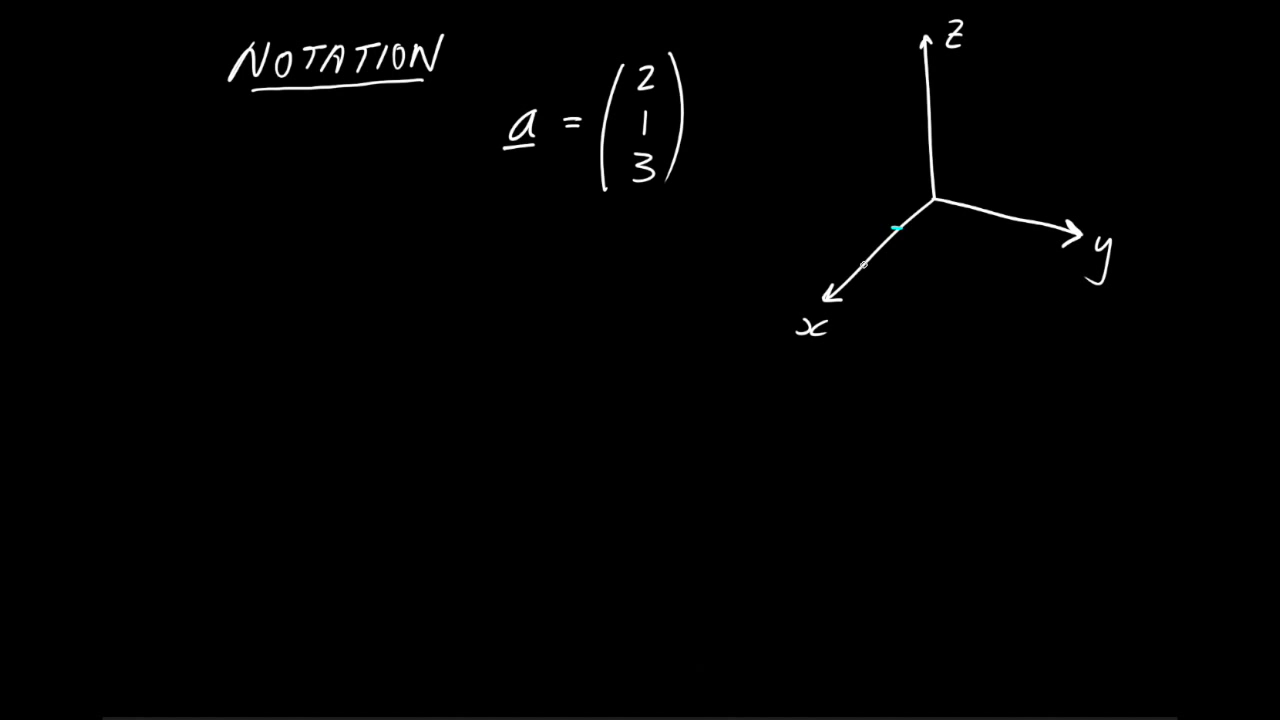 NOTATION
a = (2
1
3)
z
y
x